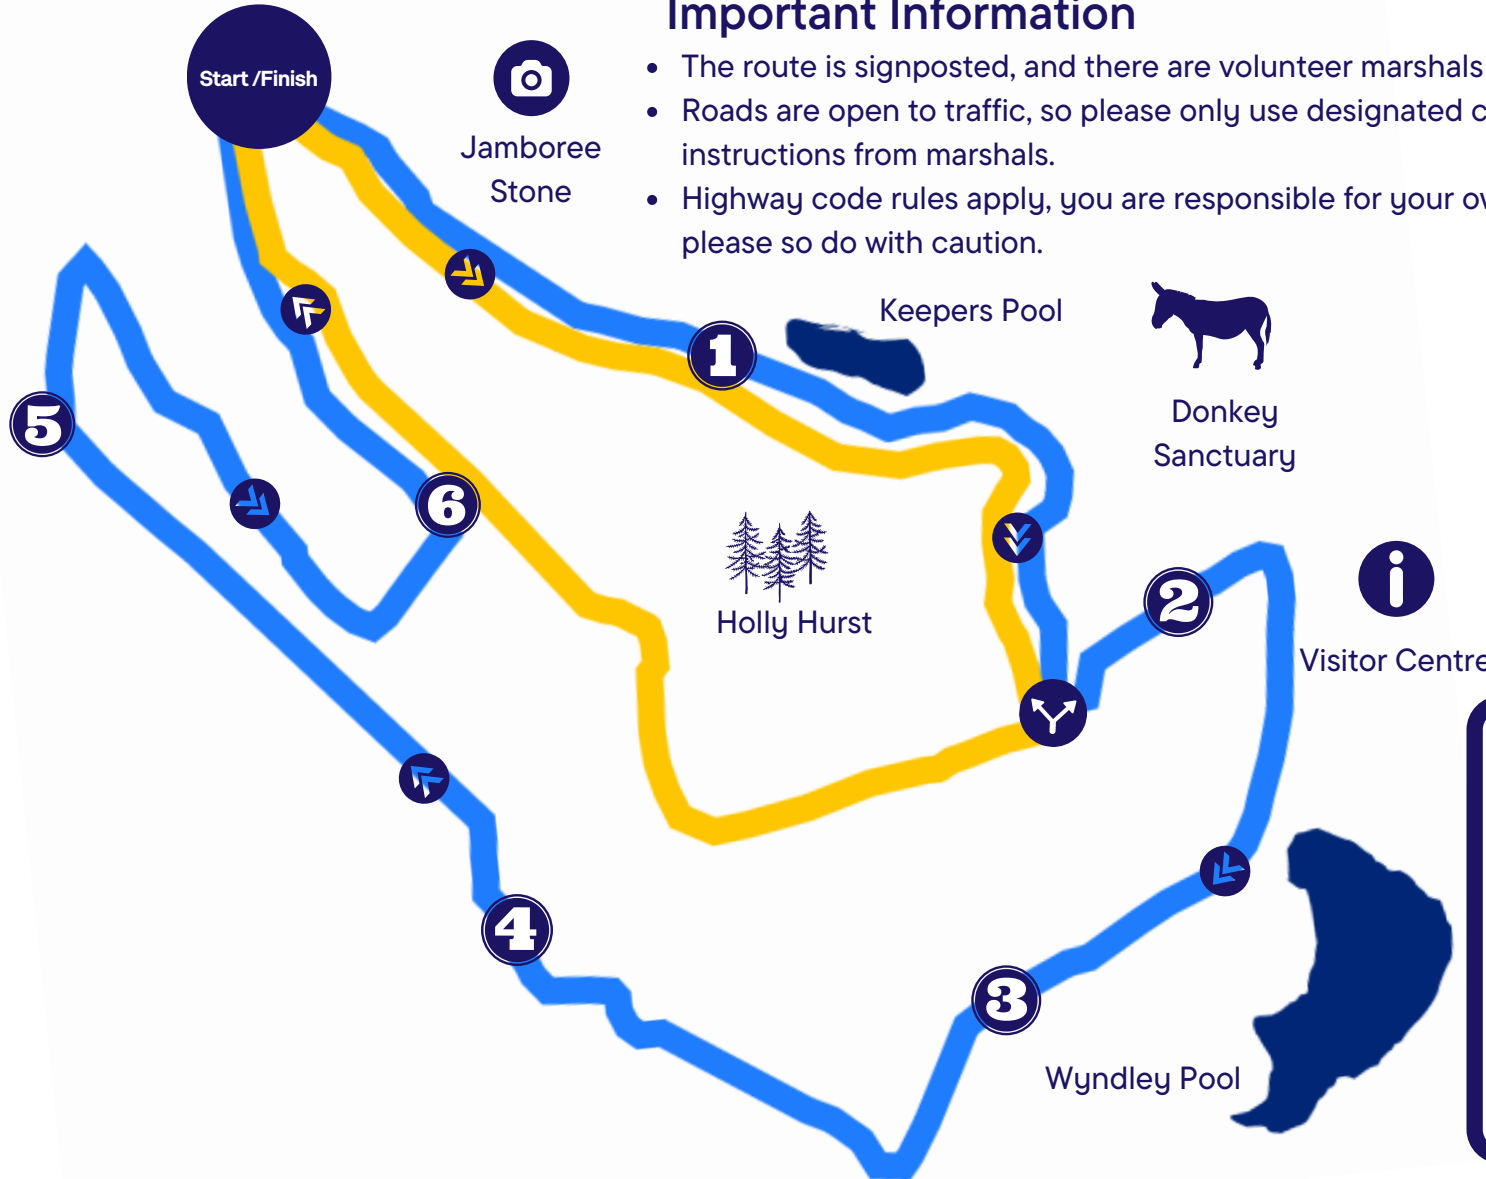 Important Information
Start /Finish
The route is signposted, and there are volunteer marshals
Roads are open to traffic, so please only use designated
instructions from marshals.
Highway code rules apply, you are responsible for your
please so do with caution.
Jamboree
Stone
Keepers Pool
1
Donkey
Sanctuary
5
6
Holly Hurst
2
Visitor Centre
4
3
Wyndley Pool